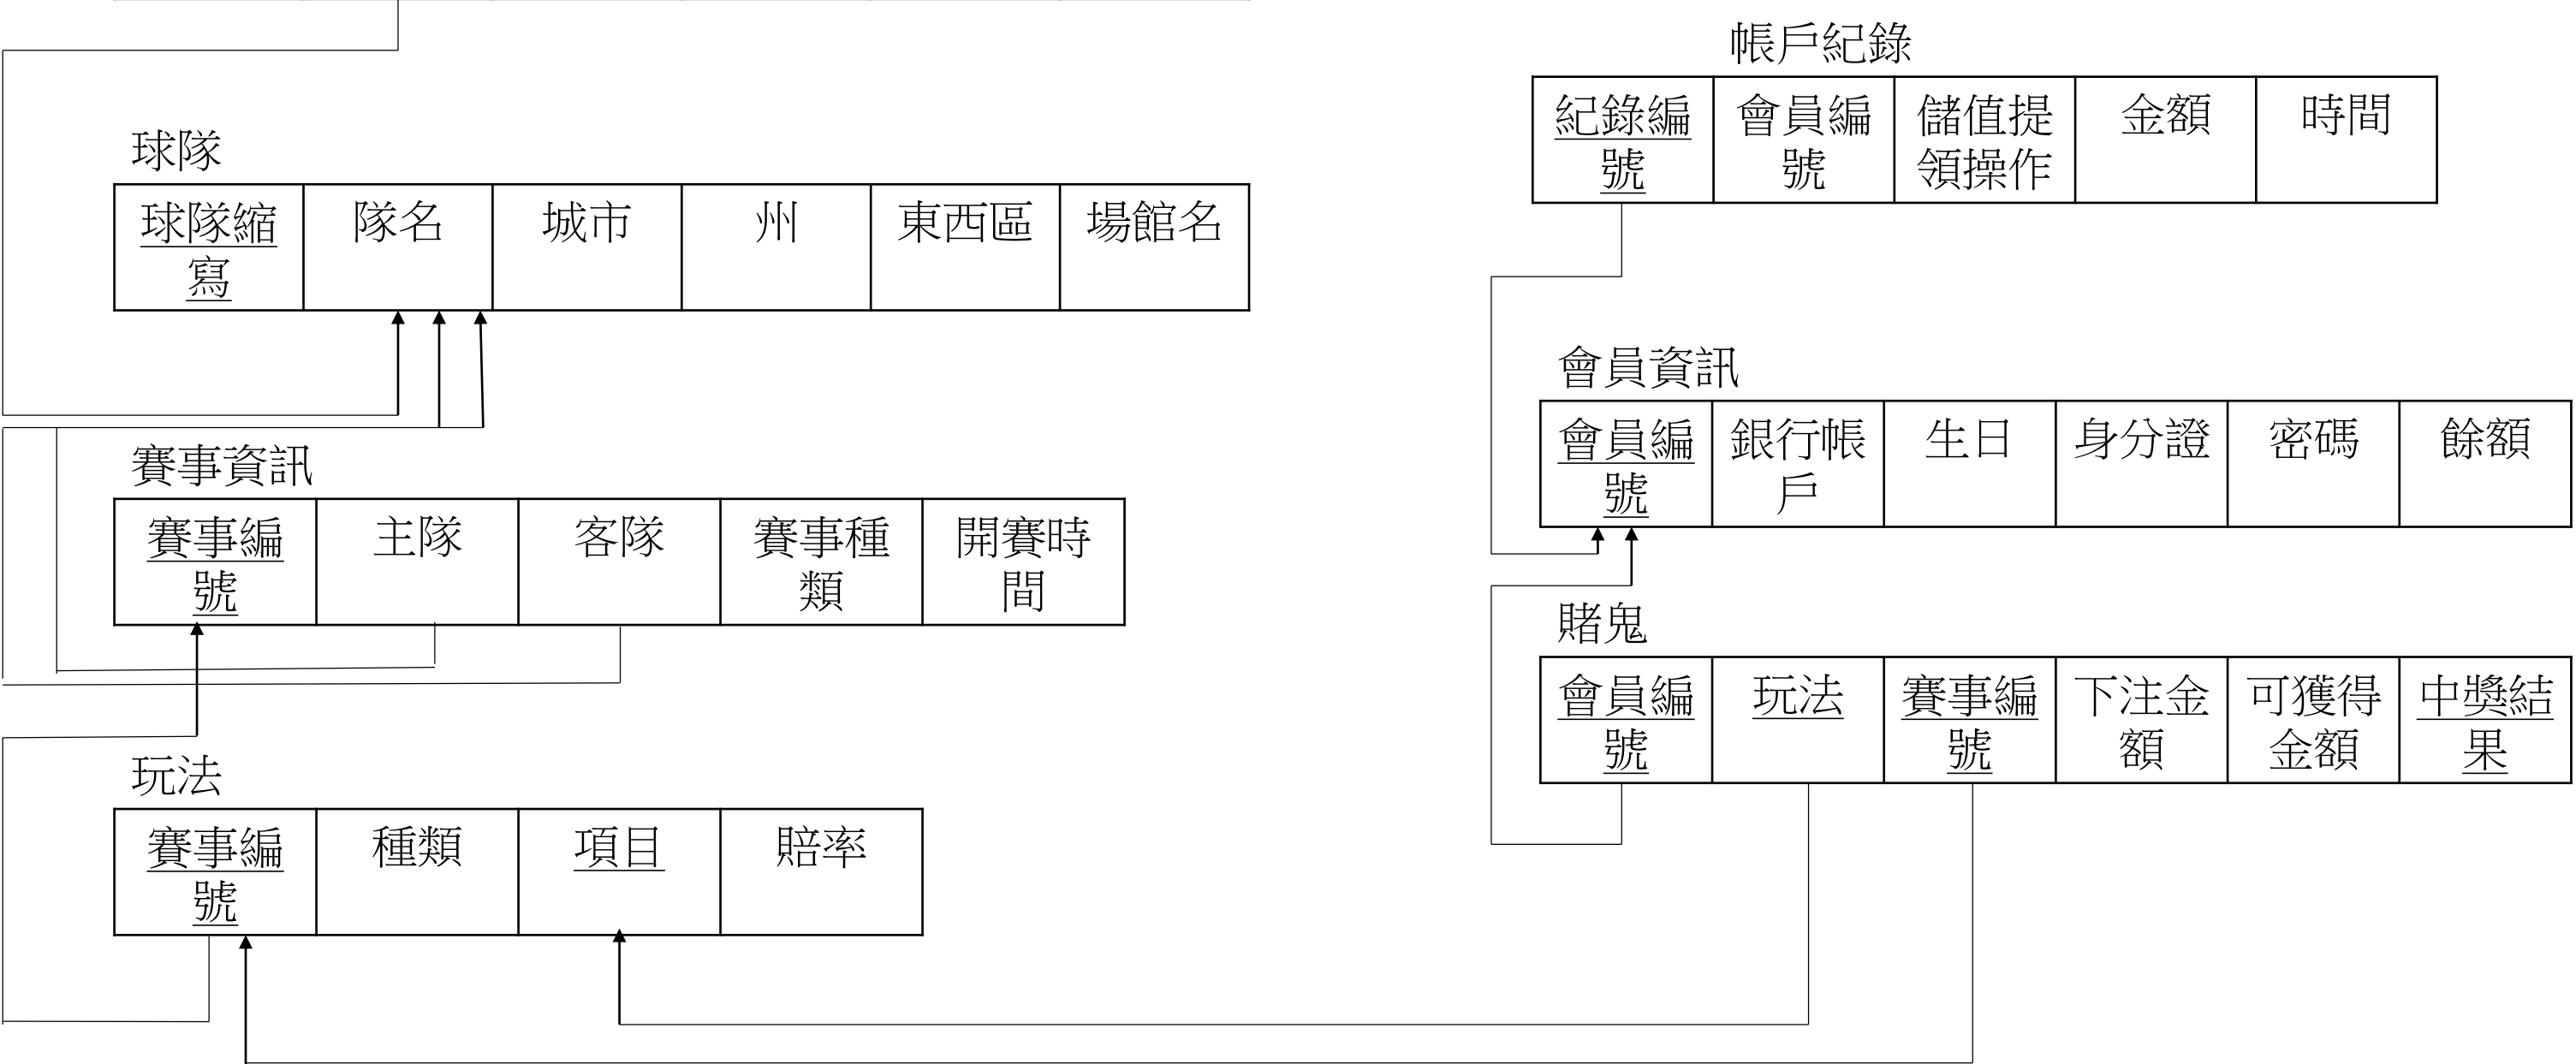 球隊
球隊縮
寫
隊名
城市
州
東西區
場館名
賽事資訊
賽事編
號
主隊
客隊
賽事種
類
開賽時
間
玩法
賽事編
號
種類
項目
賠率
帳戶紀錄
紀錄編
號
會員編
號
儲值提
領操作
金額
時間
會員資訊
會員編
號
銀行帳
戶
生日
身分證
密碼
餘額
賭鬼
會員編
號
玩法
賽事編
號
下注金
額
可獲得
金額
中獎結
果